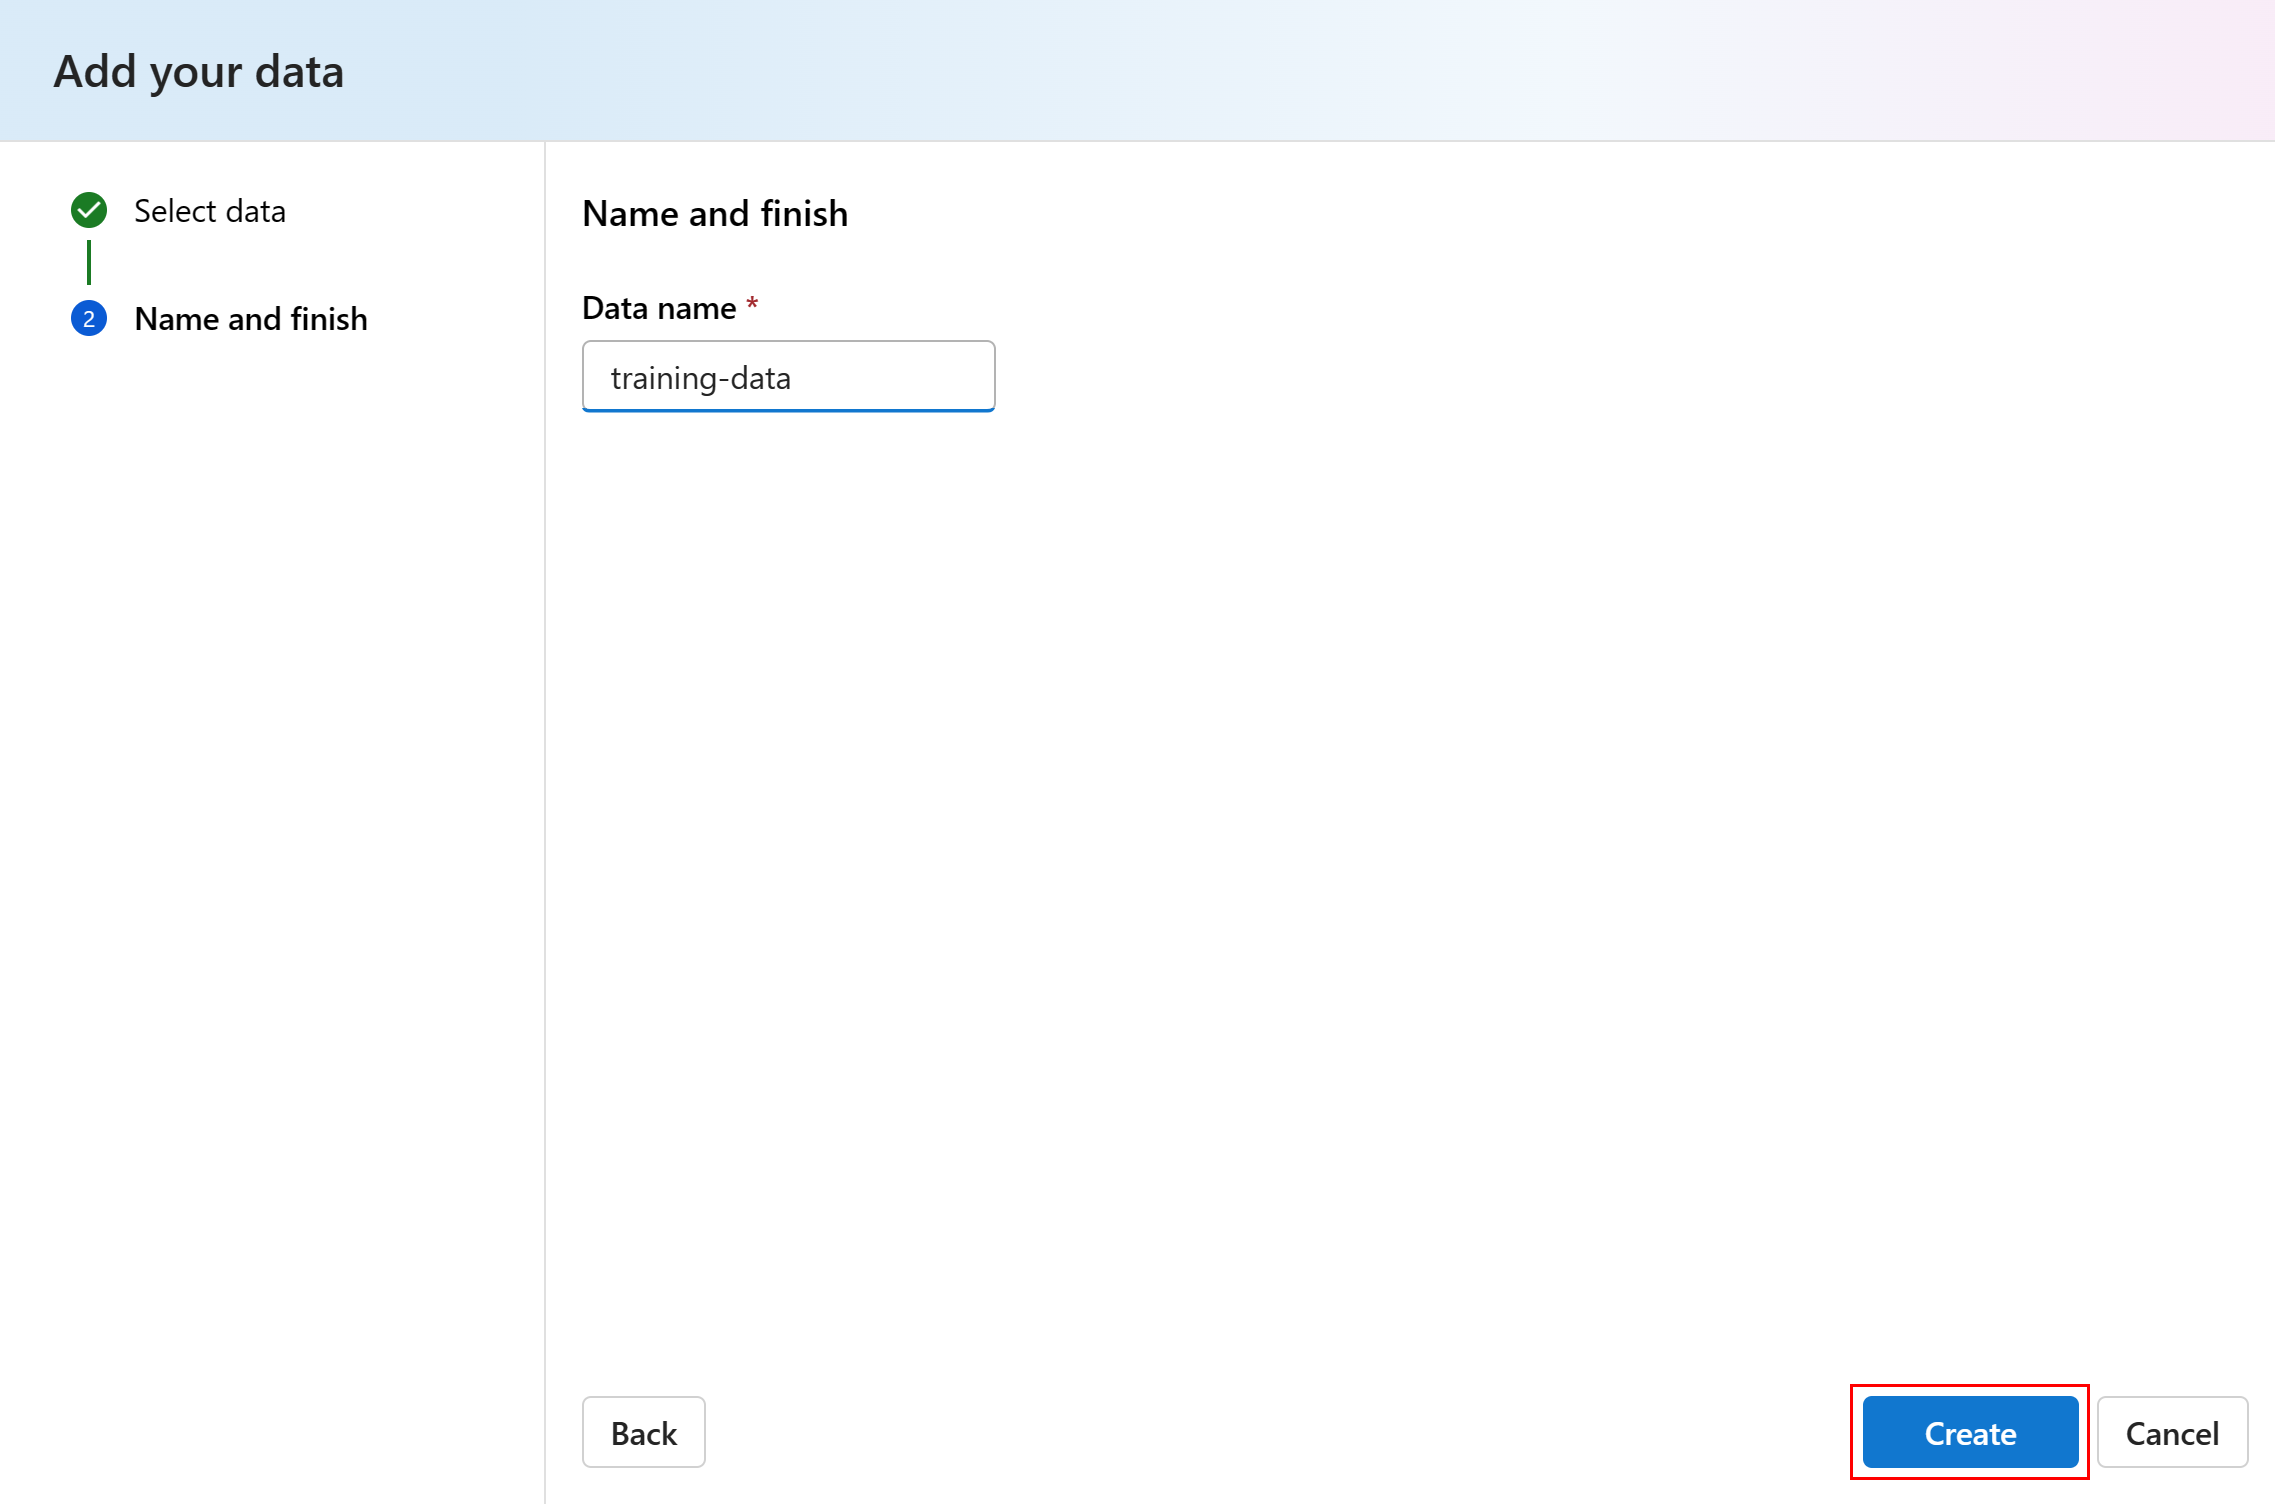 Add your data
Select data
2 Name and finish
Name and finish
Data name *
training-data
Back
Create
Cancel